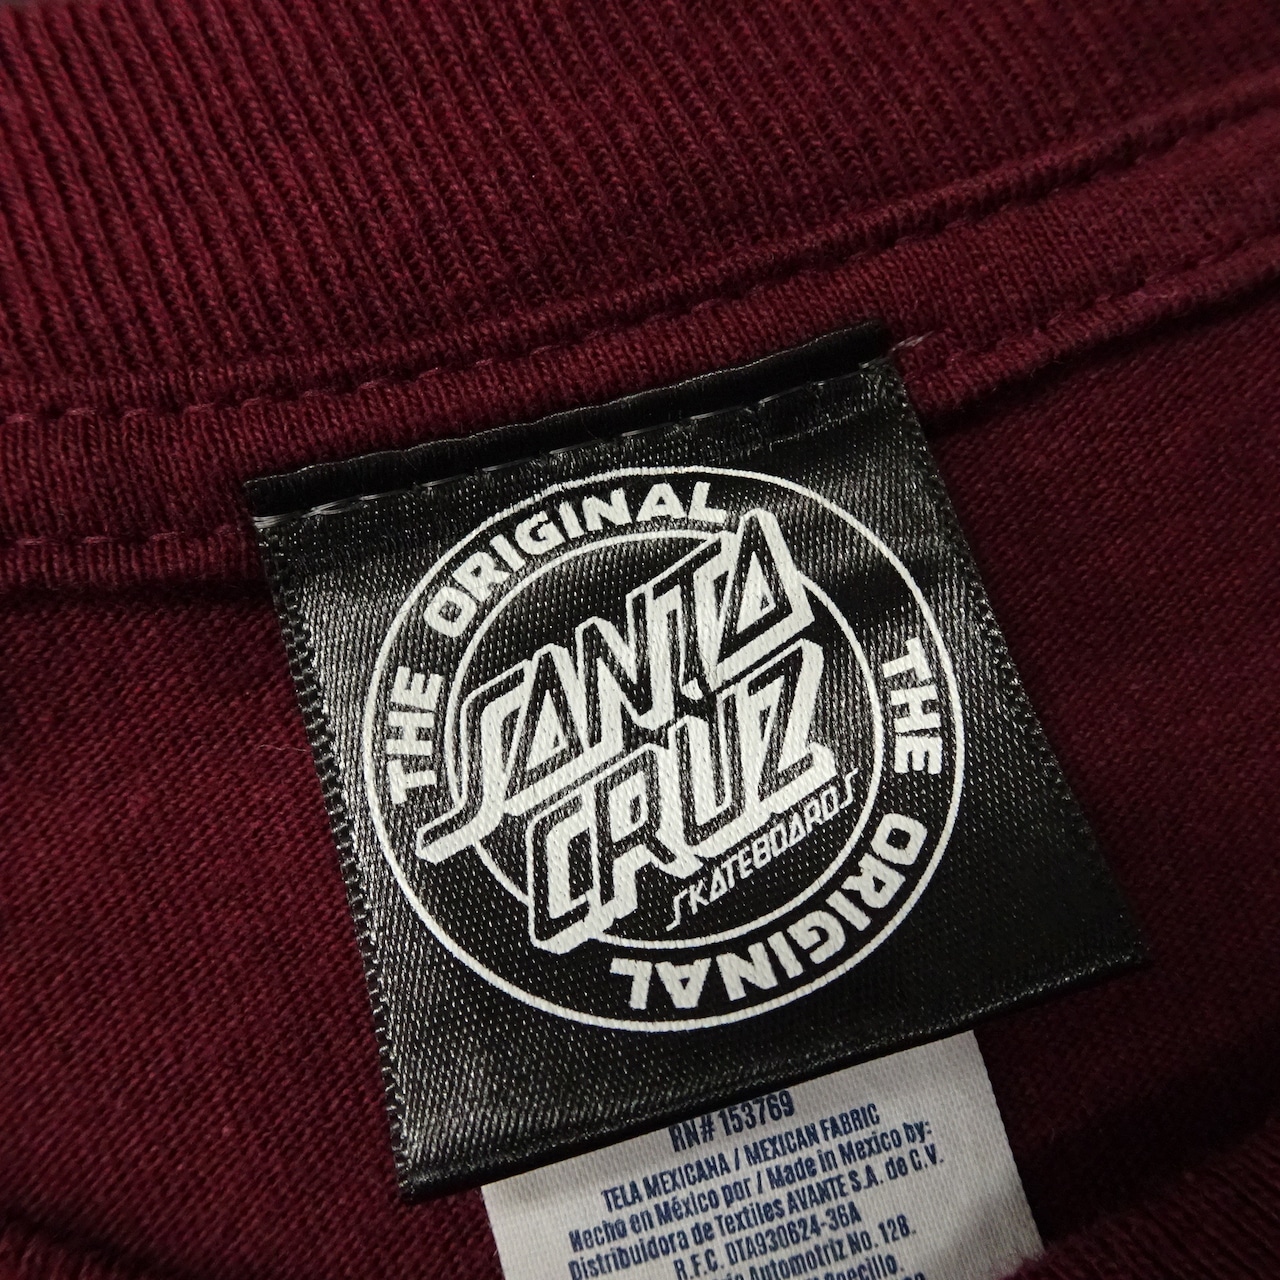 THE ORIGINAL
SANTA
CRUZ
SKATEBOARDS
THE ORIGINAL
RN# 153769
TELA MEXICANA / MEXICAN FABRIC
Hecho en México por / Made in Mexico by:
Distribuidora de Textiles AVANTE S.A. de C.V.
R.F.C. DTA930624-36A
Automotriz No. 128.